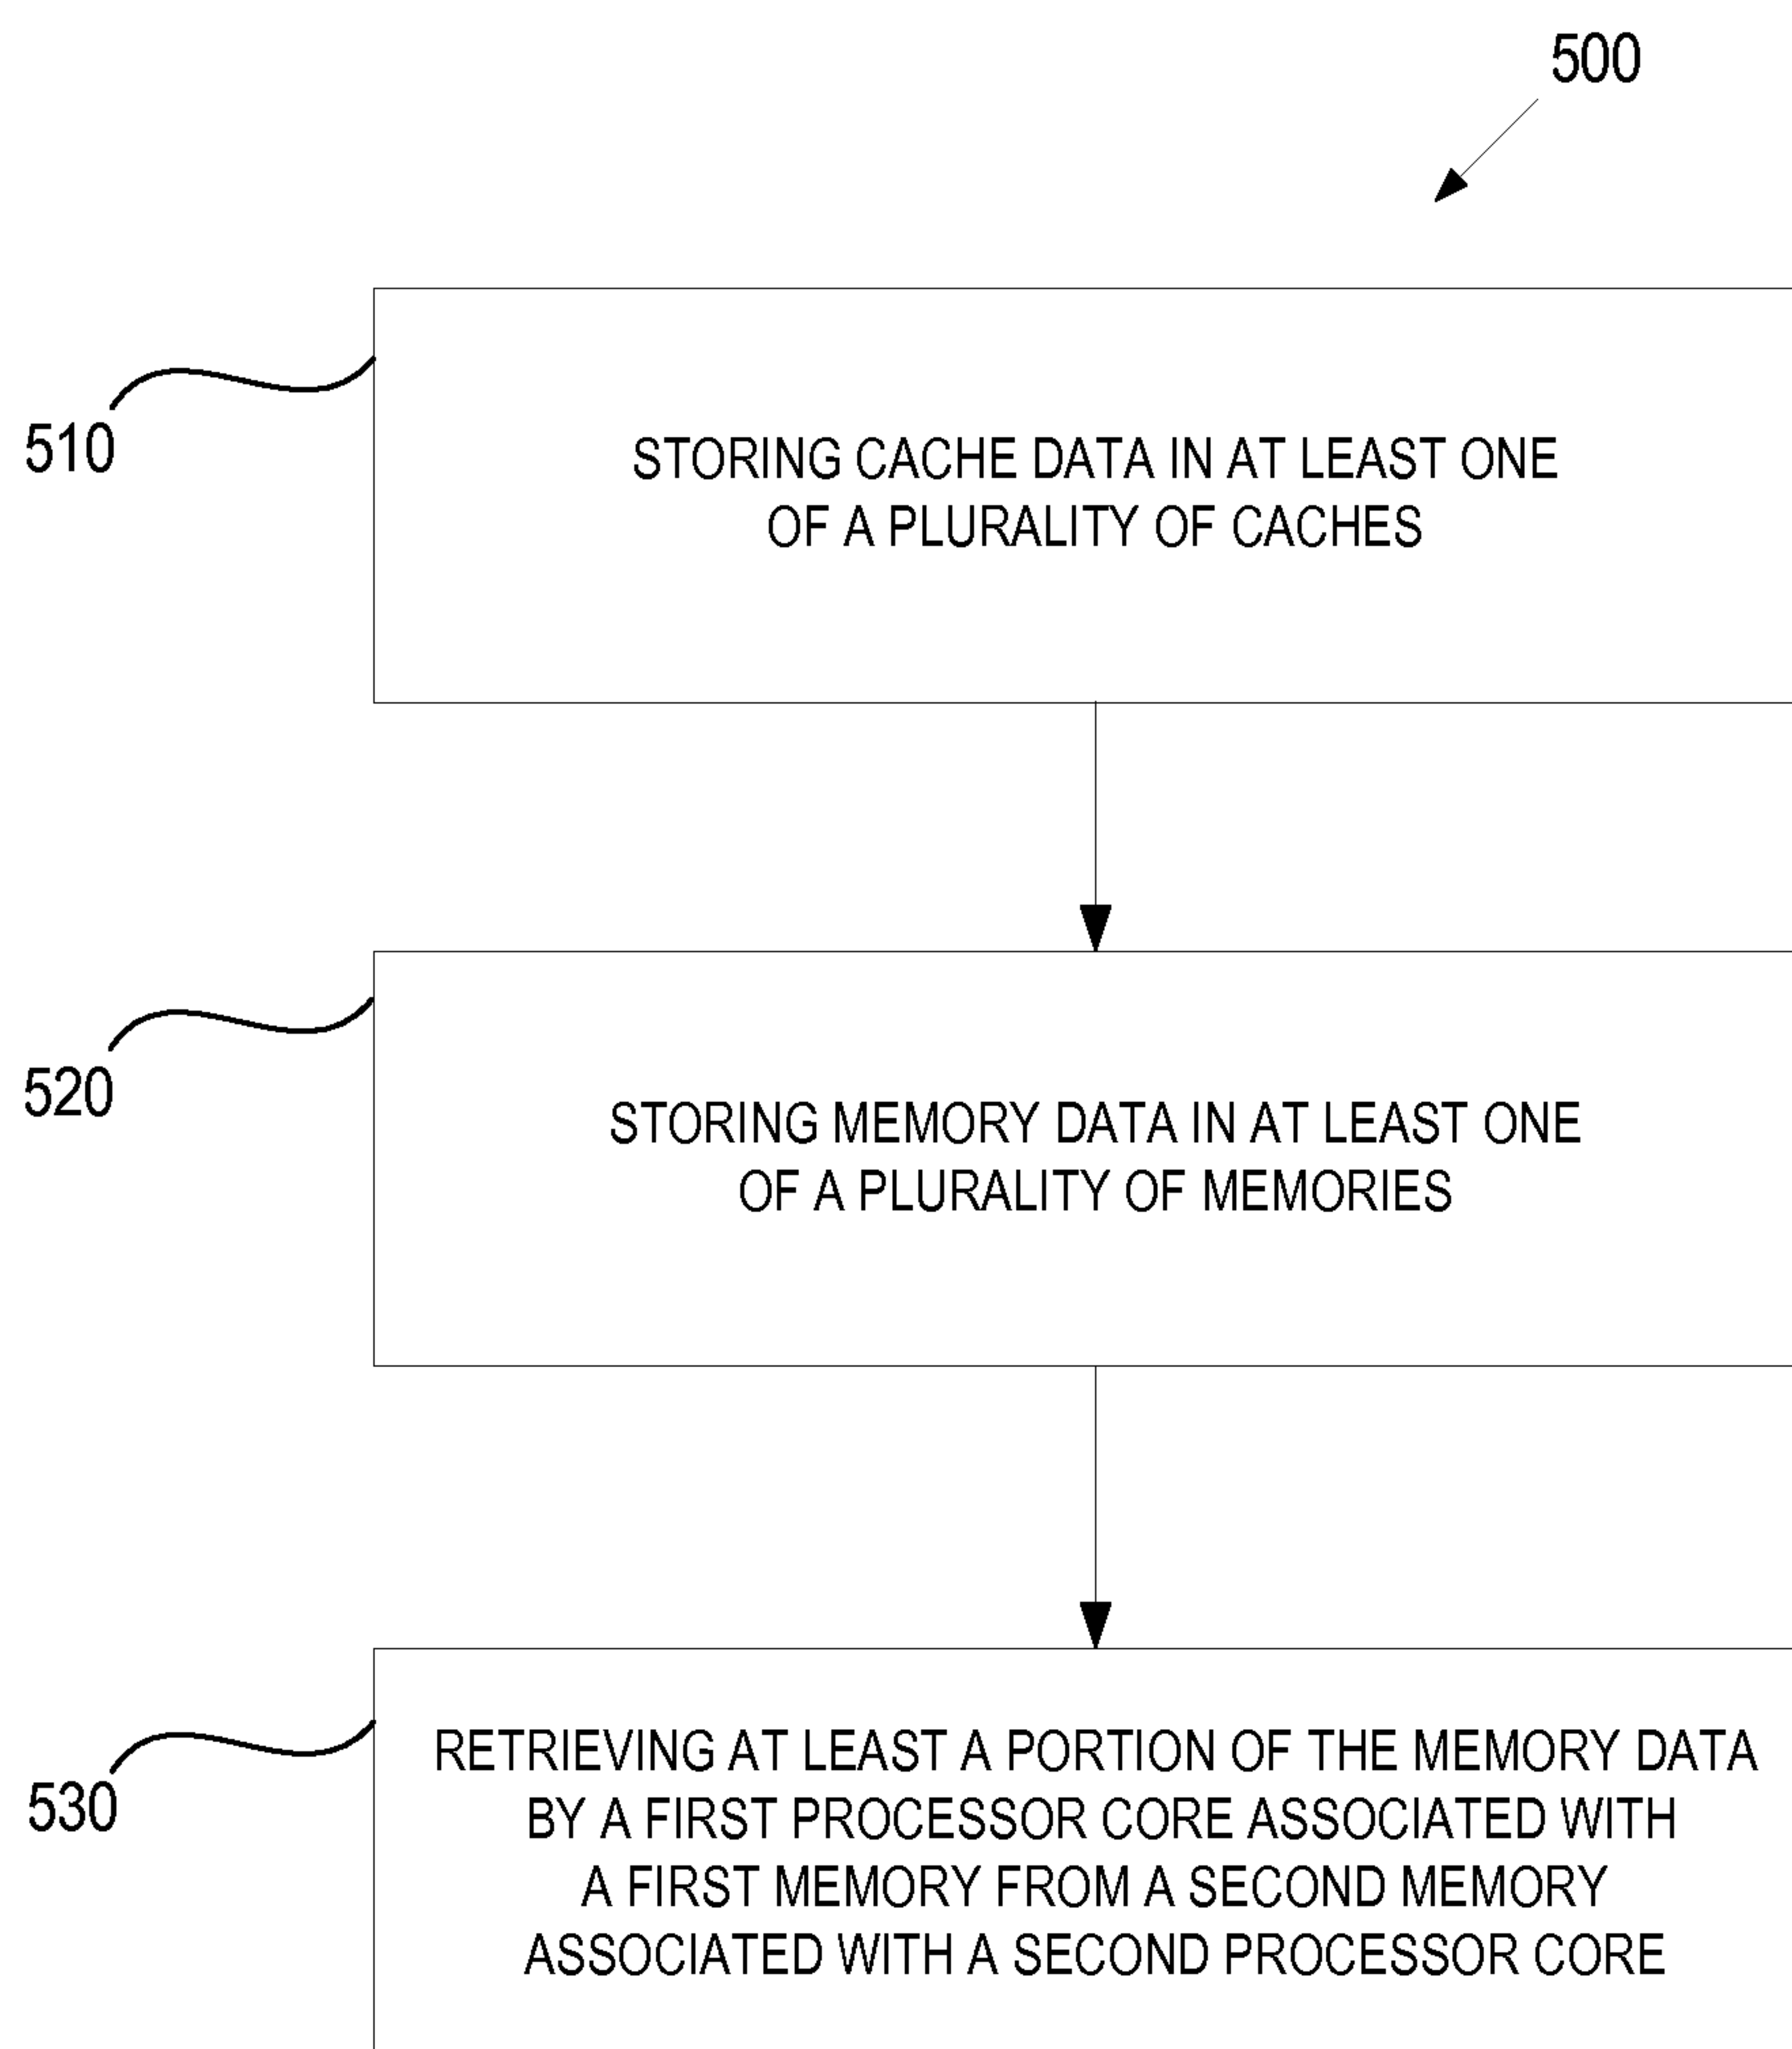 500
510
STORING CACHE DATA IN AT LEAST ONE
OF A PLURALITY OF CACHES
520
STORING MEMORY DATA IN AT LEAST ONE
OF A PLURALITY OF MEMORIES
530
RETRIEVING AT LEAST A PORTION OF THE MEMORY DATA
BY A FIRST PROCESSOR CORE ASSOCIATED WITH
A FIRST MEMORY FROM A SECOND MEMORY
ASSOCIATED WITH A SECOND PROCESSOR CORE